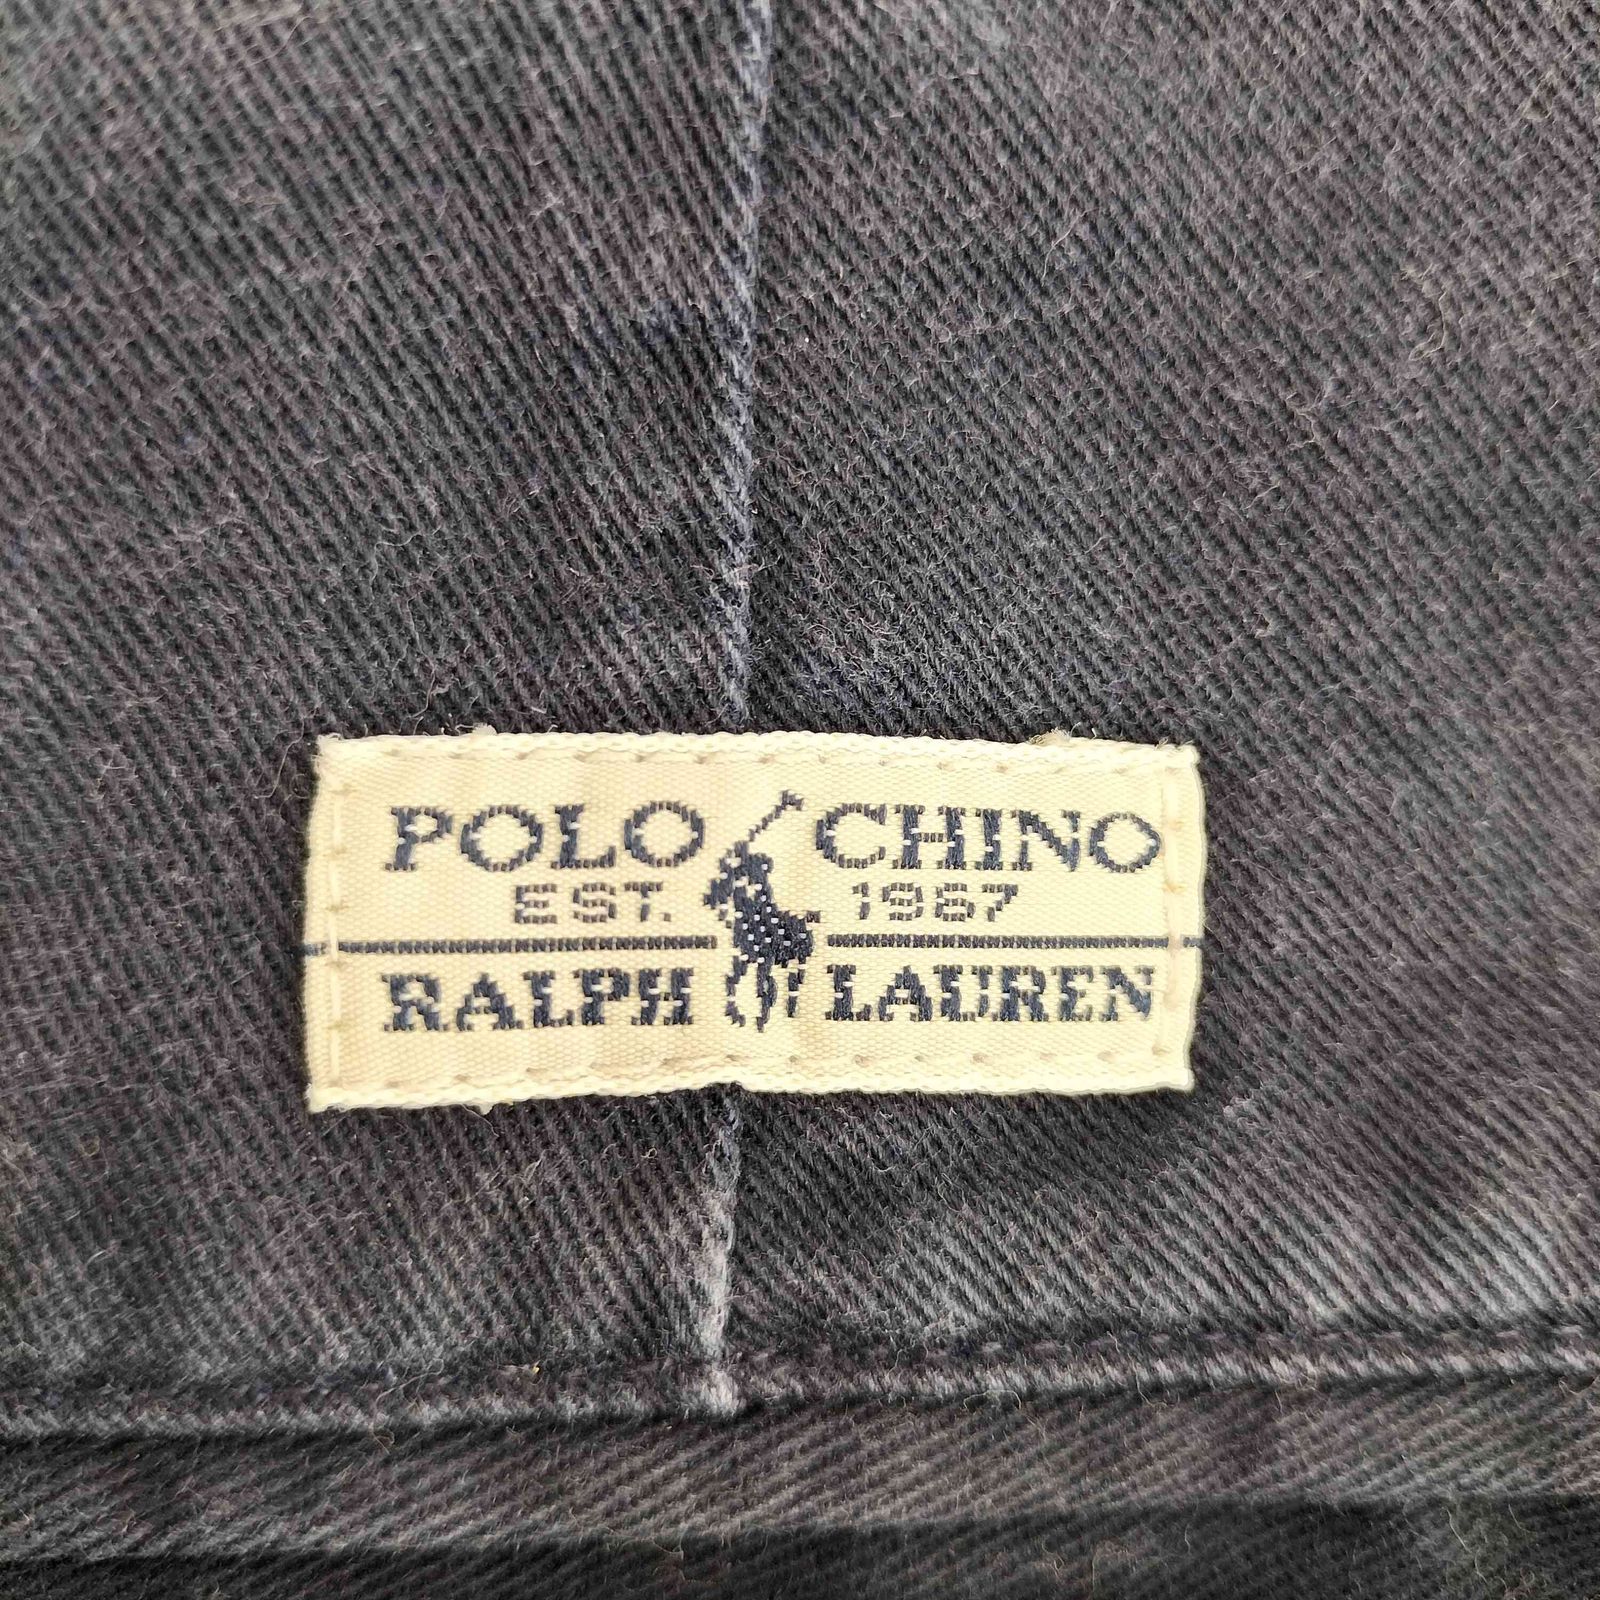 POLO CHINO
EST. 1967
RALPH LAUREN